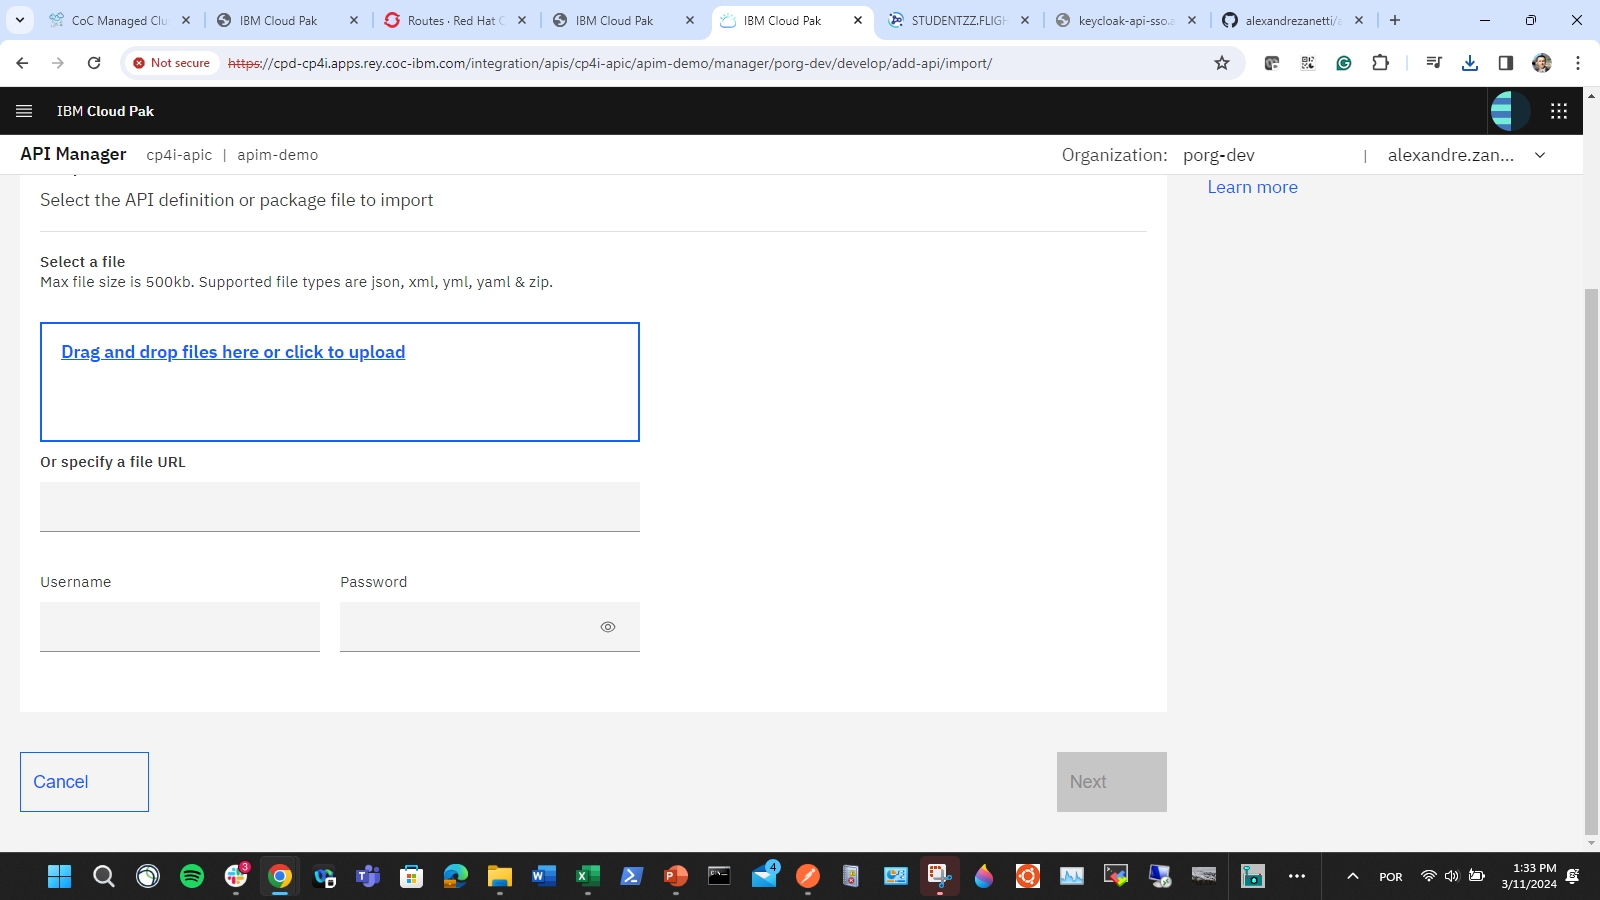 CoC Managed Clu
IBM Cloud Pak
Routes · Red Hat
IBM Cloud Pak
IBM Cloud Pak
STUDENTZZ.FLIGH
keycloak-api-sso.
alexandrezanetti/
Not secure
https://cpd-cp4i.apps.rey.coc-ibm.com/integration/apis/cp4i-apic/apim-demo/manager/porg-dev/develop/add-api/import/
IBM Cloud Pak
API Manager cp4i-apic | apim-demo
Organization: porg-dev | alexandre.zan...
Learn more
Select the API definition or package file to import
Select a file
Max file size is 500kb. Supported file types are json, xml, yml, yaml & zip.
Drag and drop files here or click to upload
Or specify a file URL
Username Password
Cancel
Next
3
4
POR
1:33 PM
3/11/2024